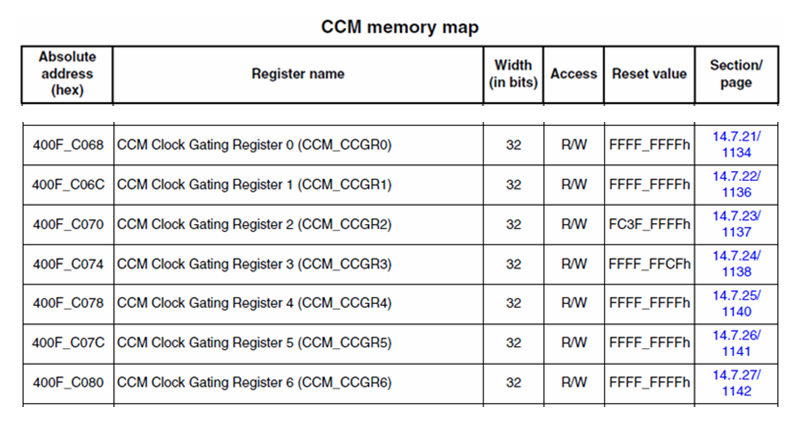 CCM memory map
Absolute address (hex) Register name Width (in bits) Access Reset value Section/ page
400F_C068 CCM Clock Gating Register 0 (CCM_CCGR0) 32 R/W FFFF_FFFFh 14.7.21/ 1134
400F_C06C CCM Clock Gating Register 1 (CCM_CCGR1) 32 R/W FFFF_FFFFh 14.7.22/ 1136
400F_C070 CCM Clock Gating Register 2 (CCM_CCGR2) 32 R/W FC3F_FFFFh 14.7.23/ 1137
400F_C074 CCM Clock Gating Register 3 (CCM_CCGR3) 32 R/W FFFF_FFCFh 14.7.24/ 1138
400F_C078 CCM Clock Gating Register 4 (CCM_CCGR4) 32 R/W FFFF_FFFFh 14.7.25/ 1140
400F_C07C CCM Clock Gating Register 5 (CCM_CCGR5) 32 R/W FFFF_FFFFh 14.7.26/ 1141
400F_C080 CCM Clock Gating Register 6 (CCM_CCGR6) 32 R/W FFFF_FFFFh 14.7.27/ 1142